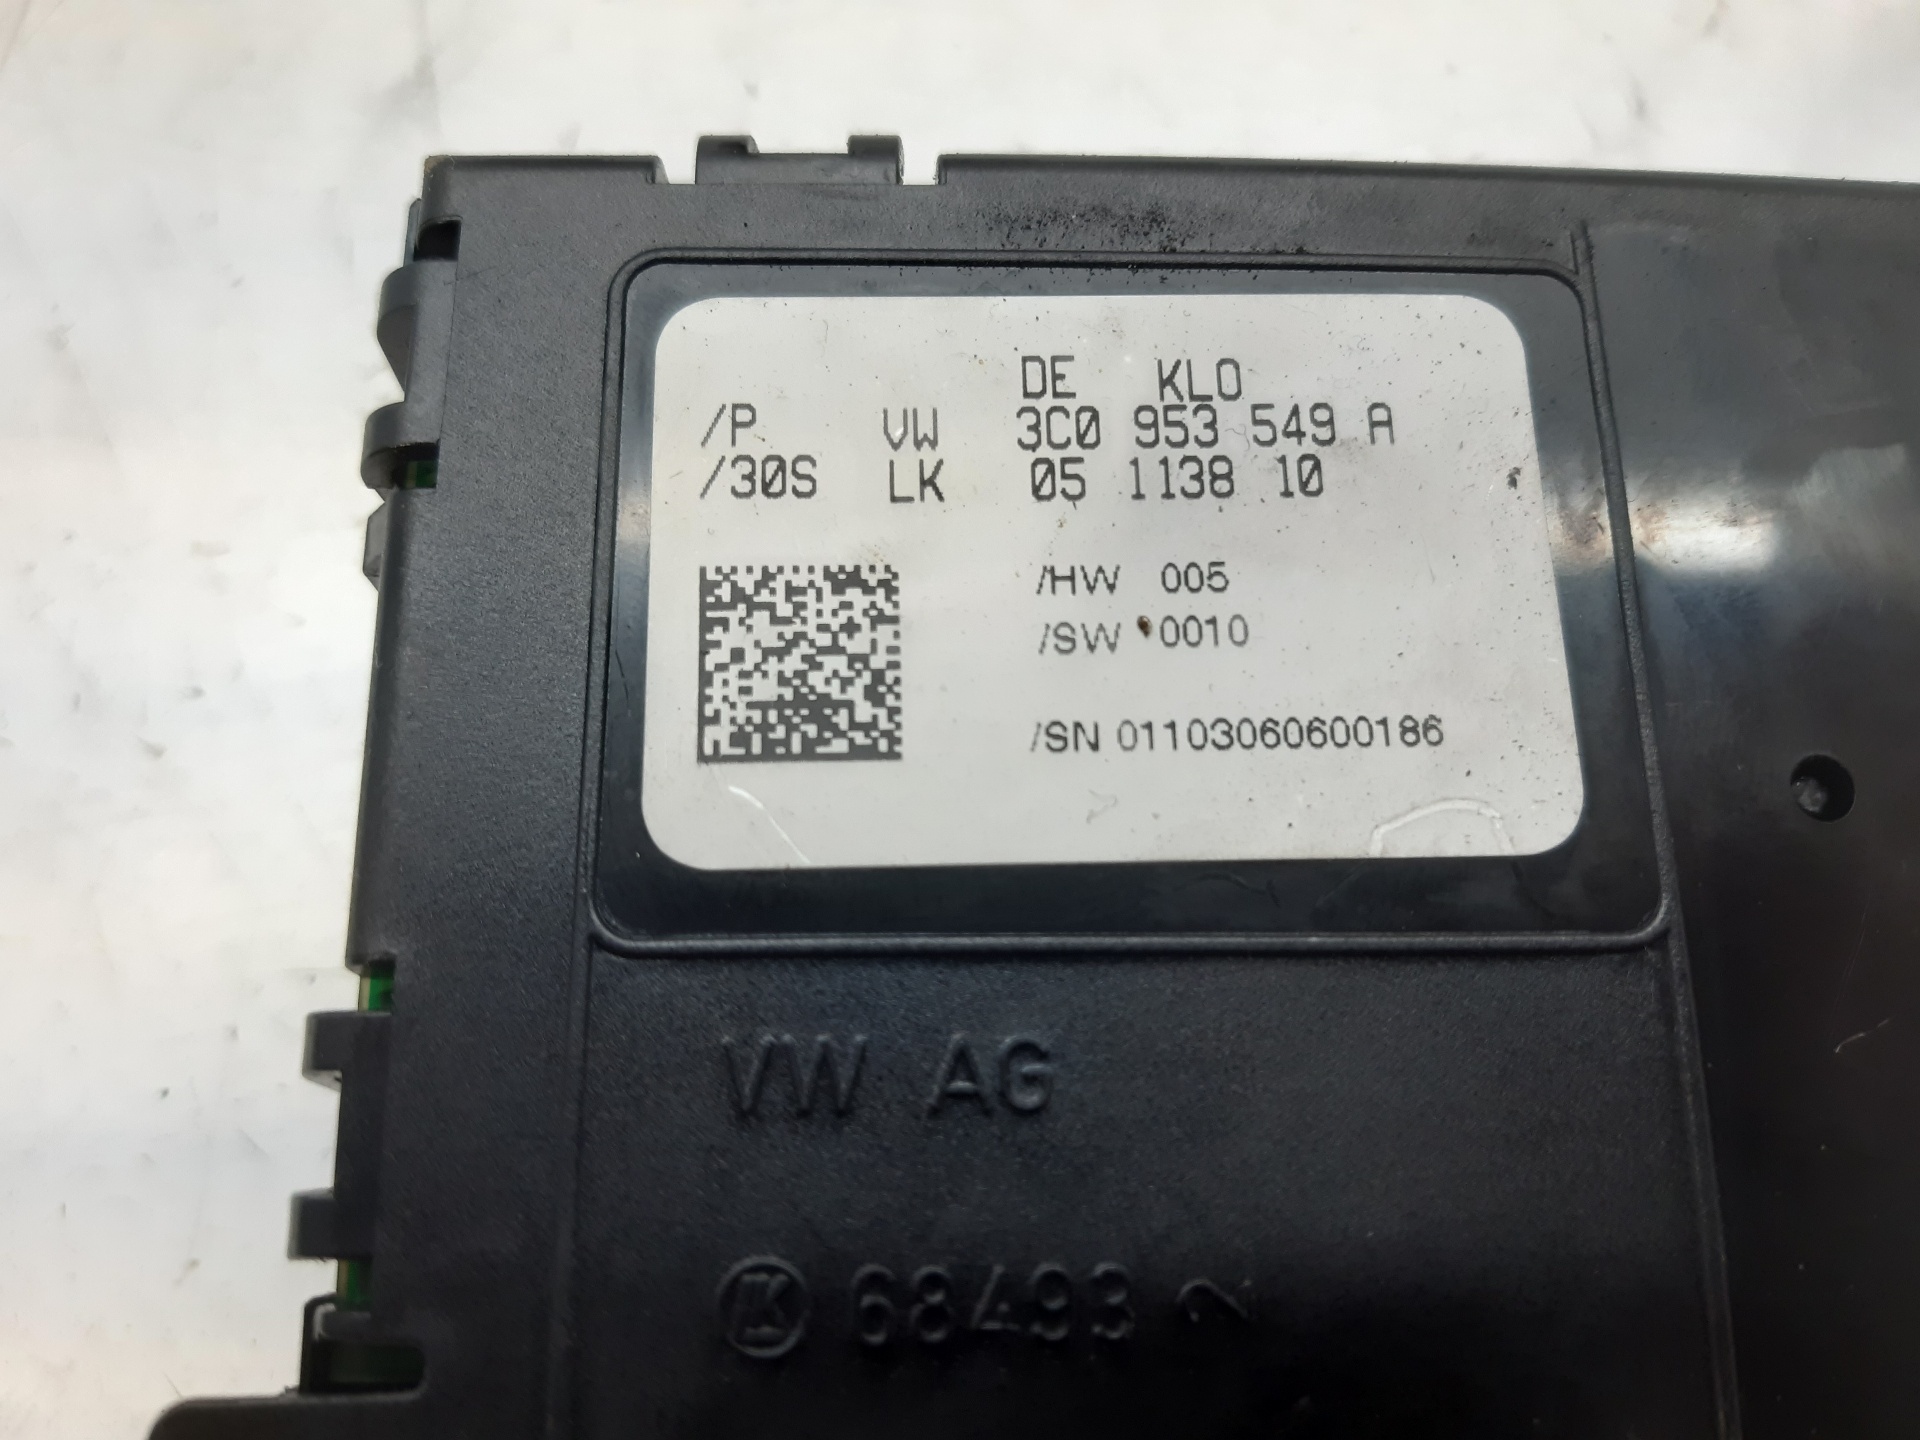 DE KLO
/P VW 3C0 953 549 A
/30S LK 05 1138 10
/HW 005
/SW 0010
/SN 01103060600186
VW AG
LK 68493